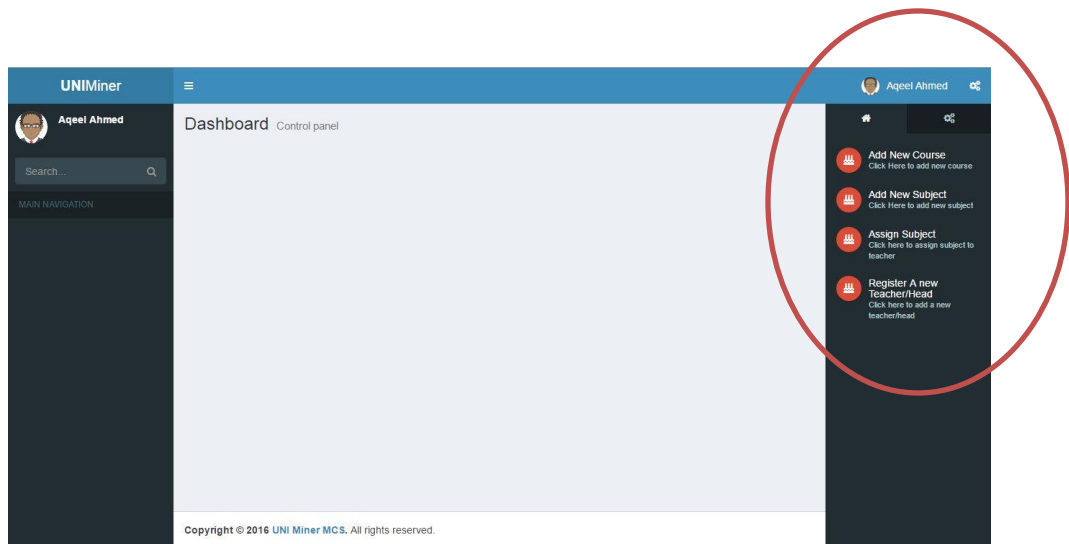 UNIMiner
Aqeel Ahmed
Aqeel Ahmed
Search...
MAIN NAVIGATION
Dashboard Control panel
Add New Course
Click Here to add new course
Add New Subject
Click Here to add new subject
Assign Subject
Click here to assign subject to
teacher
Register A new
Teacher/Head
Click here to add a new
teacher/head
Copyright © 2016 UNI Miner MCS. All rights reserved.